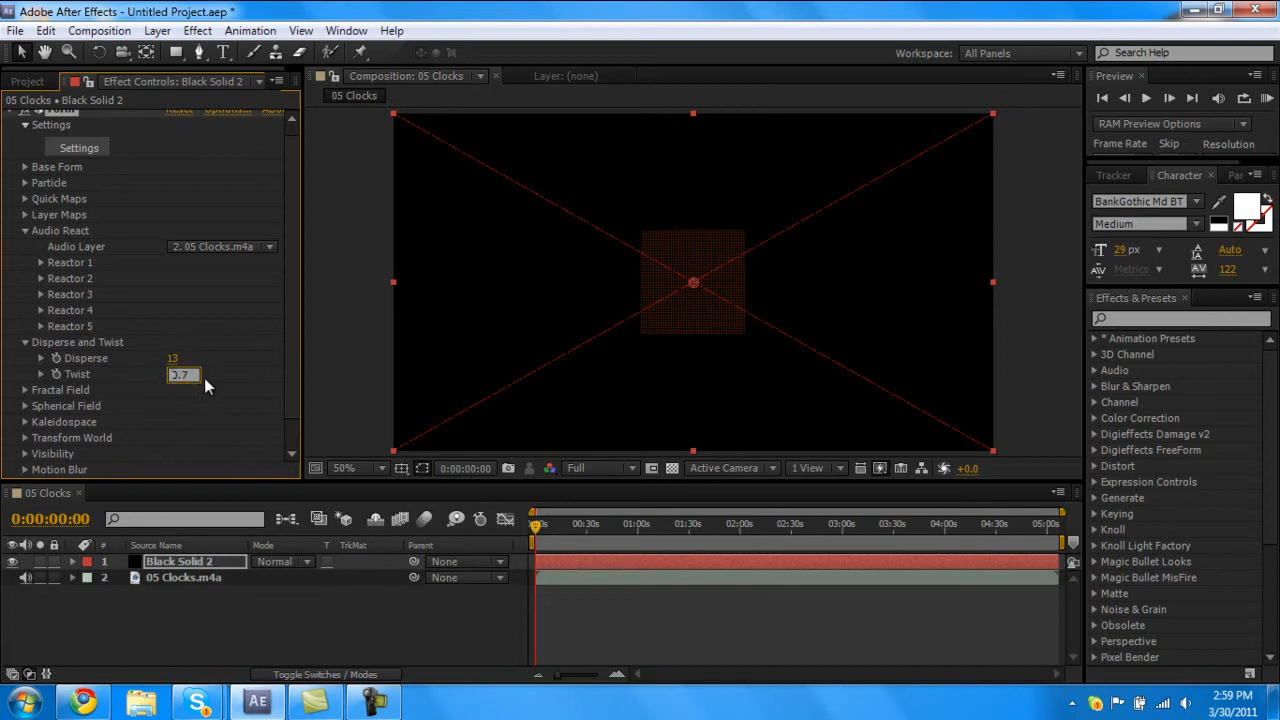 Adobe After Effects - Untitled Project.aep *
File Edit Composition Layer Effect Animation View Window Help
Workspace: All Panels Search Help
Project Effect Controls: Black Solid 2
05 Clocks • Black Solid 2
Form Reset Options...
Settings
Settings
Base Form
Particle
Quick Maps
Layer Maps
Audio React
Audio Layer 2. 05 Clocks.m4a
Reactor 1
Reactor 2
Reactor 3
Reactor 4
Reactor 5
Disperse and Twist
Disperse 13
Twist 0.7
Fractal Field
Spherical Field
Kaleidospace
Transform World
Visibility
Motion Blur
Composition: 05 Clocks Layer: (none)
05 Clocks
50% 0:00:00:00 Full Active Camera 1 View +0.0
Preview
RAM Preview Options
Frame Rate Skip Resolution
Tracker Character Par
BankGothic Md BT
Medium
29 px Auto
Metrics 122
Effects & Presets
* Animation Presets
3D Channel
Audio
Blur & Sharpen
Channel
Color Correction
Digieffects Damage v2
Digieffects FreeForm
Distort
Expression Controls
Generate
Keying
Knoll
Knoll Light Factory
Magic Bullet Looks
Magic Bullet MisFire
Matte
Noise & Grain
Obsolete
Perspective
Pixel Bender
05 Clocks
0:00:00:00
00:30s 01:00s 01:30s 02:00s 02:30s 03:00s 03:30s 04:00s 04:30s 05:00s
# Source Name Mode T TrkMat Parent
1 Black Solid 2 Normal None
2 05 Clocks.m4a None
Toggle Switches / Modes
2:59 PM
3/30/2011